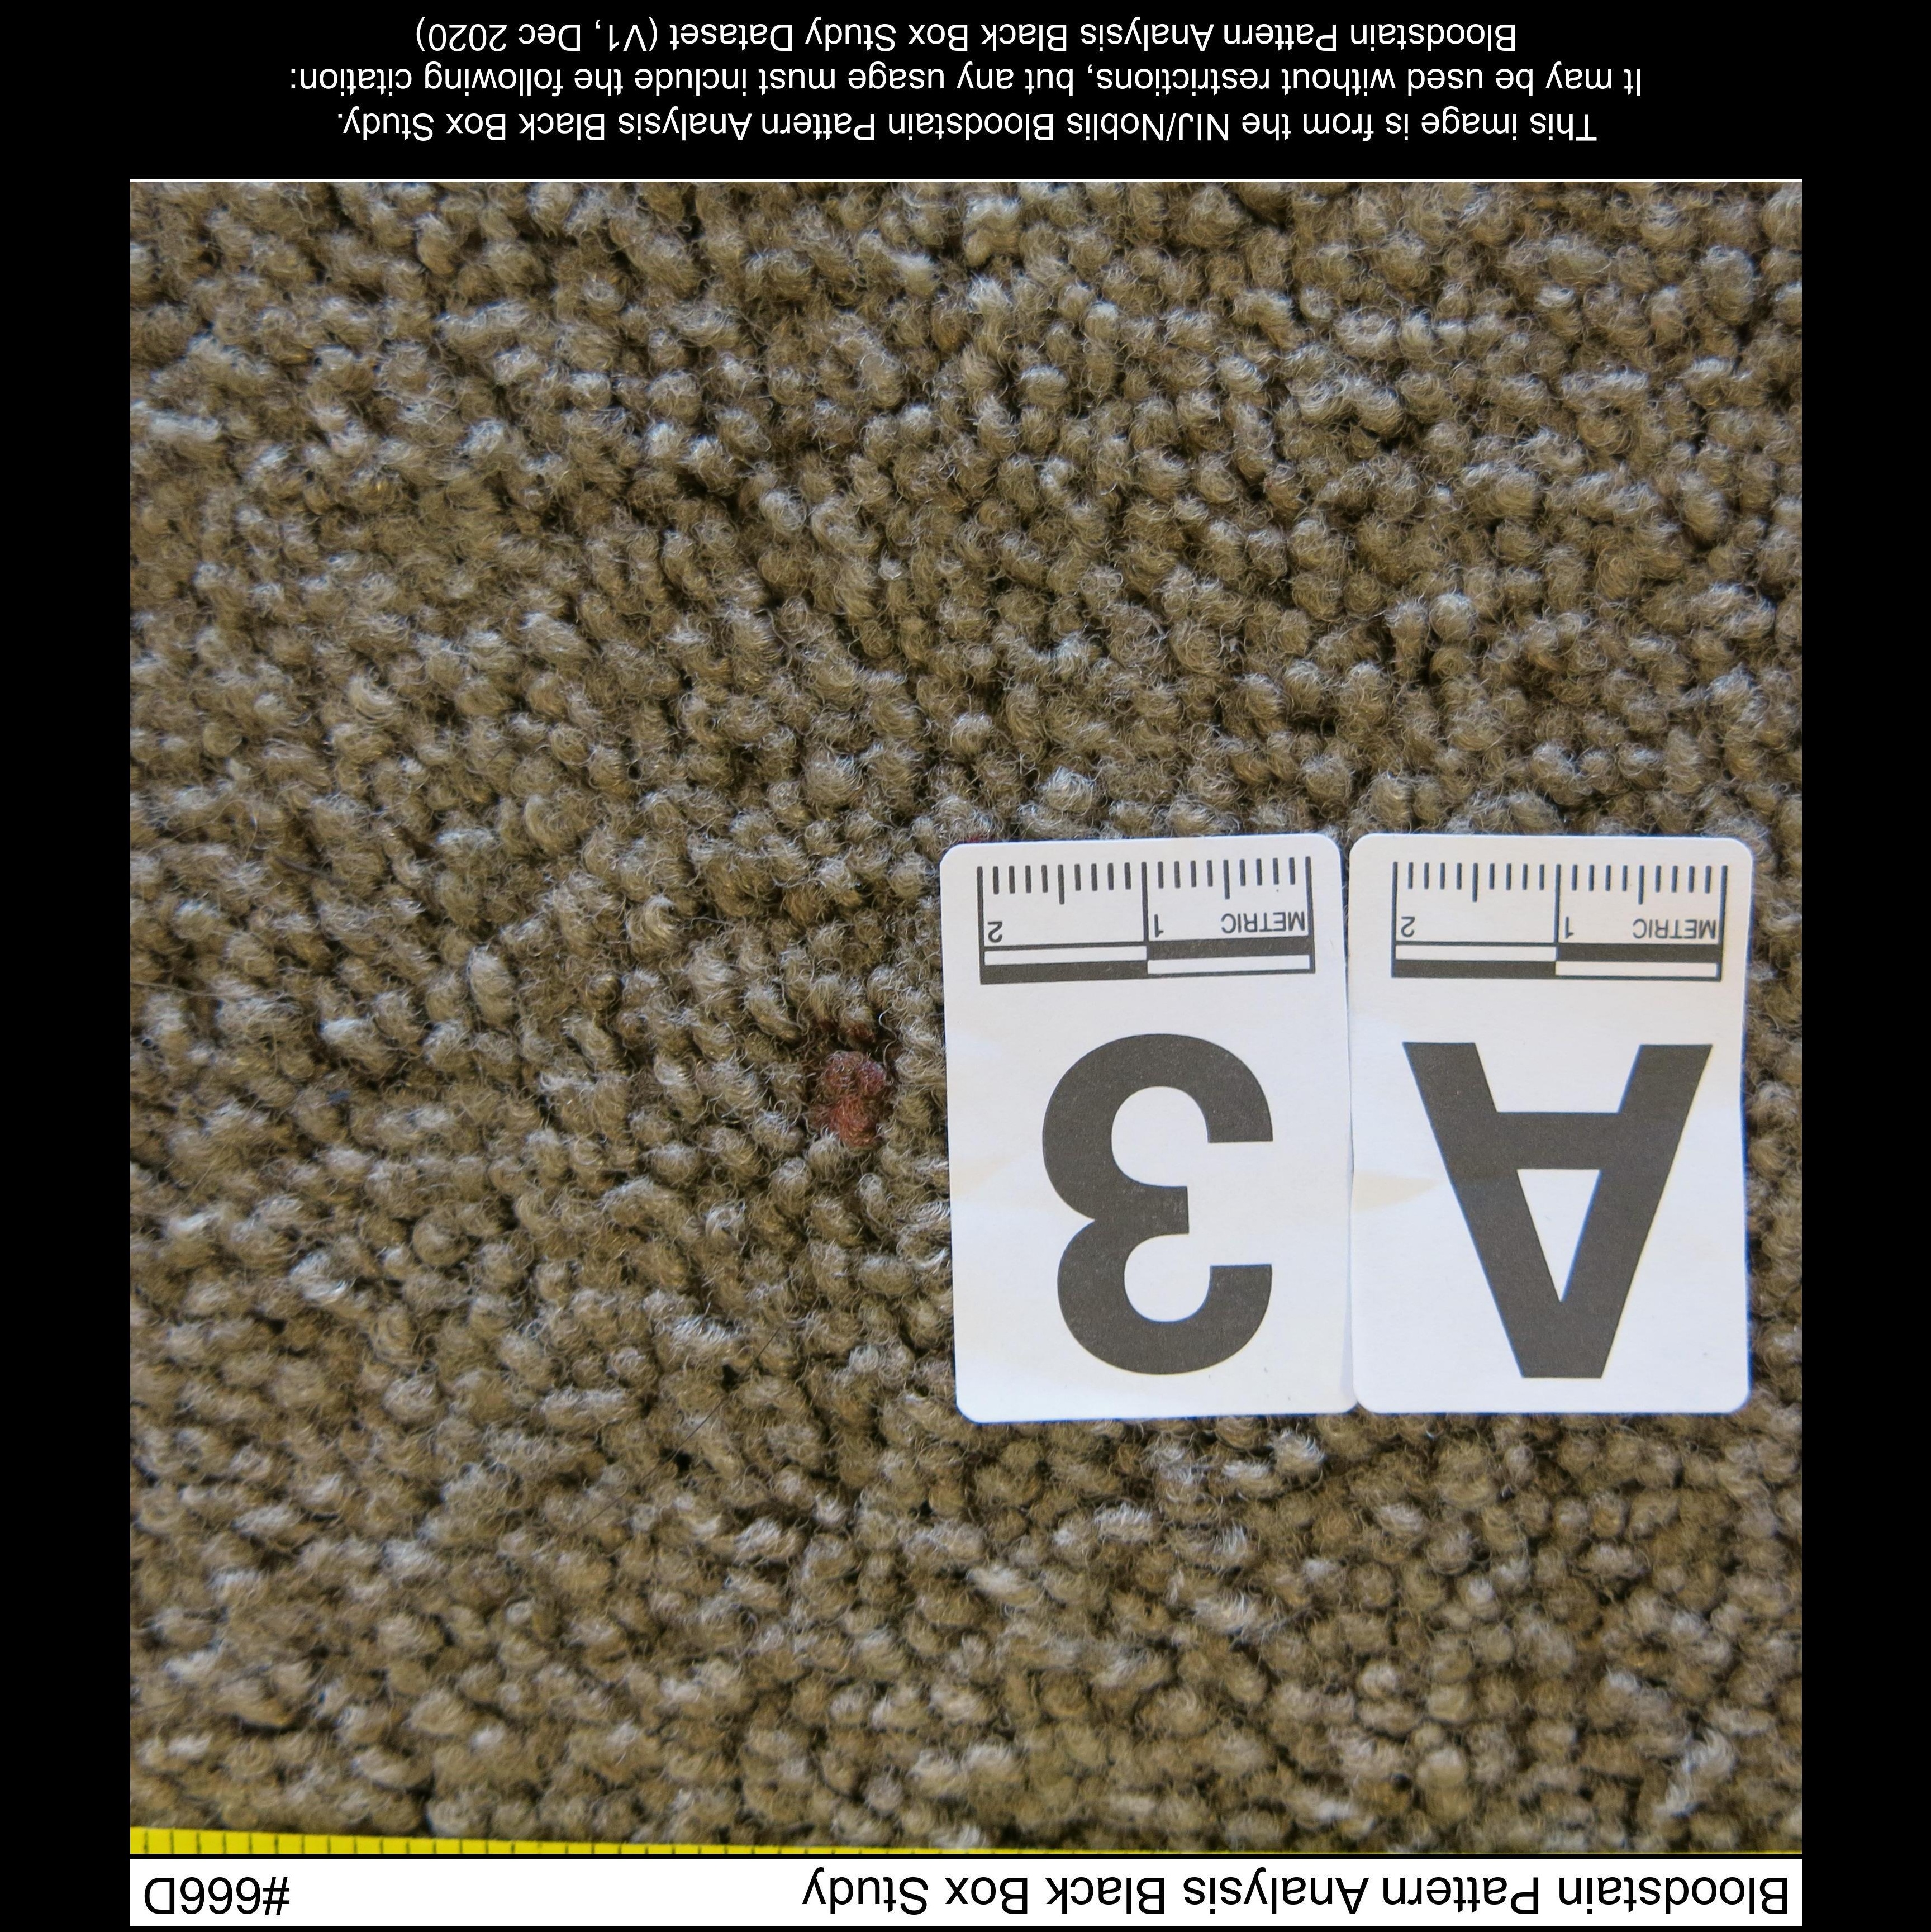 Bloodstain Pattern Analysis Black Box Study #666D
A 3
METRIC 1 2 METRIC 1 2
This image is from the NIJ/Noblis Bloodstain Pattern Analysis Black Box Study.
It may be used without restrictions, but any usage must include the following citation:
Bloodstain Pattern Analysis Black Box Study Dataset (V1, Dec 2020)